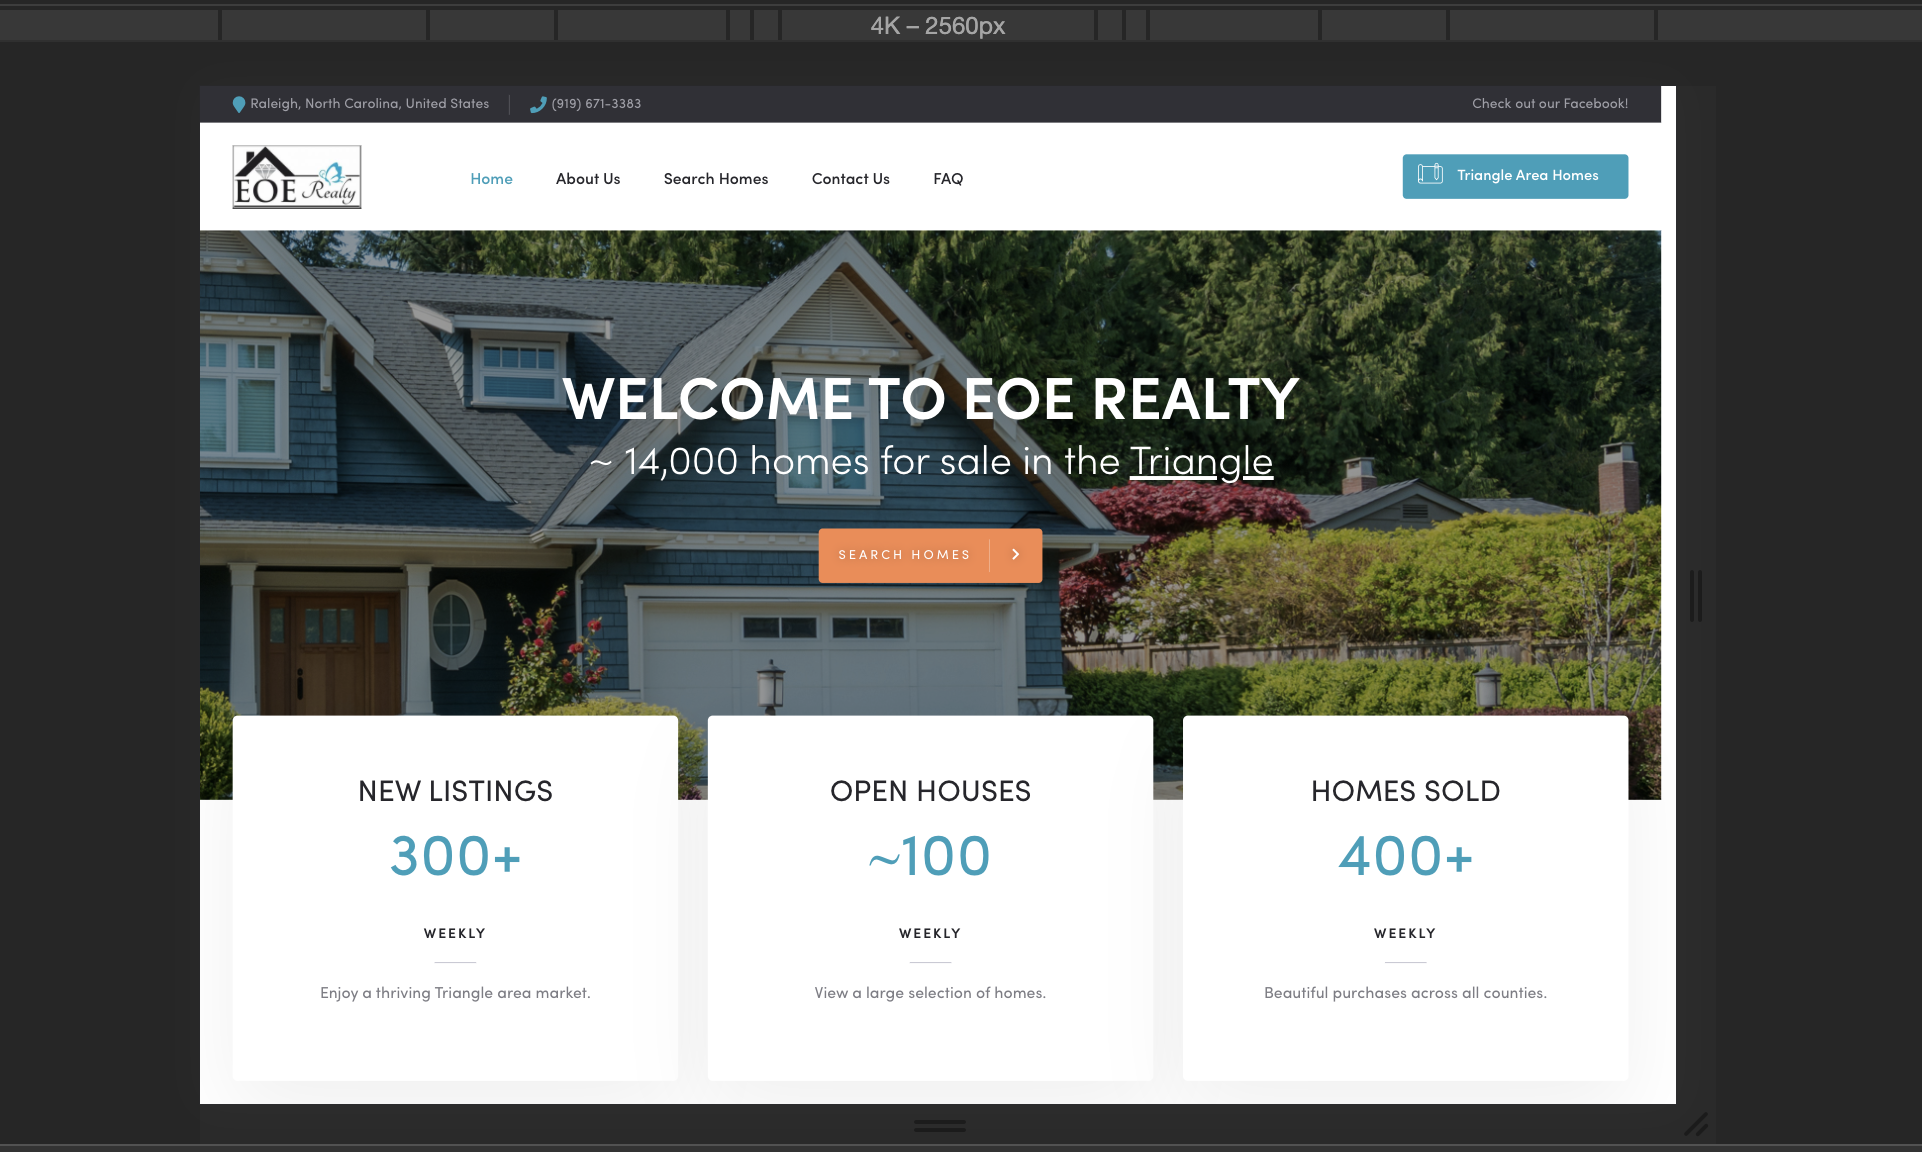 4K – 2560px
Raleigh, North Carolina, United States
(919) 671-3383
Check out our Facebook!
EOE Realty
Home
About Us
Search Homes
Contact Us
FAQ
Triangle Area Homes
WELCOME TO EOE REALTY
~ 14,000 homes for sale in the Triangle
SEARCH HOMES
NEW LISTINGS
300+
WEEKLY
Enjoy a thriving Triangle area market.
OPEN HOUSES
~100
WEEKLY
View a large selection of homes.
HOMES SOLD
400+
WEEKLY
Beautiful purchases across all counties.